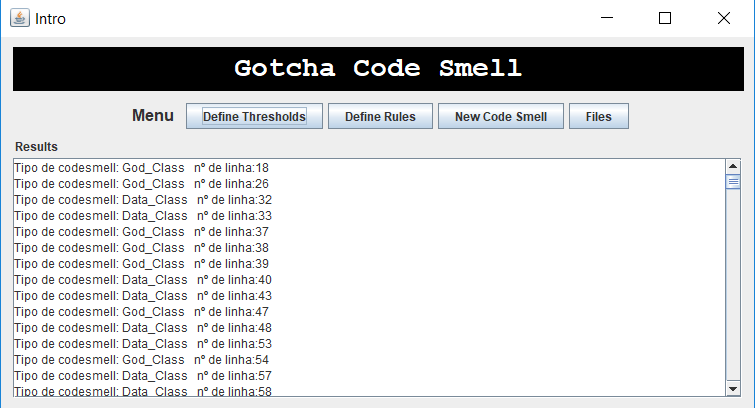 Intro
Gotcha Code Smell
Menu Define Thresholds Define Rules New Code Smell Files
Results
Tipo de codesmell: God_Class nº de linha:18
Tipo de codesmell: God_Class nº de linha:26
Tipo de codesmell: Data_Class nº de linha:32
Tipo de codesmell: Data_Class nº de linha:33
Tipo de codesmell: God_Class nº de linha:37
Tipo de codesmell: God_Class nº de linha:38
Tipo de codesmell: God_Class nº de linha:39
Tipo de codesmell: Data_Class nº de linha:40
Tipo de codesmell: Data_Class nº de linha:43
Tipo de codesmell: God_Class nº de linha:47
Tipo de codesmell: Data_Class nº de linha:48
Tipo de codesmell: Data_Class nº de linha:53
Tipo de codesmell: God_Class nº de linha:54
Tipo de codesmell: Data_Class nº de linha:57
Tipo de codesmell: Data_Class nº de linha:58